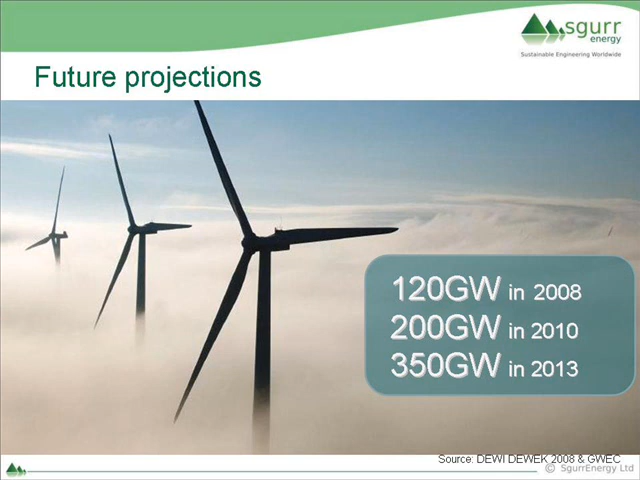 sgurr
energy
Sustainable Engineering Worldwide
Future projections
120GW in 2008
200GW in 2010
350GW in 2013
Source: DEWI DEWEK 2008 & GWEC
© SgurrEnergy Ltd